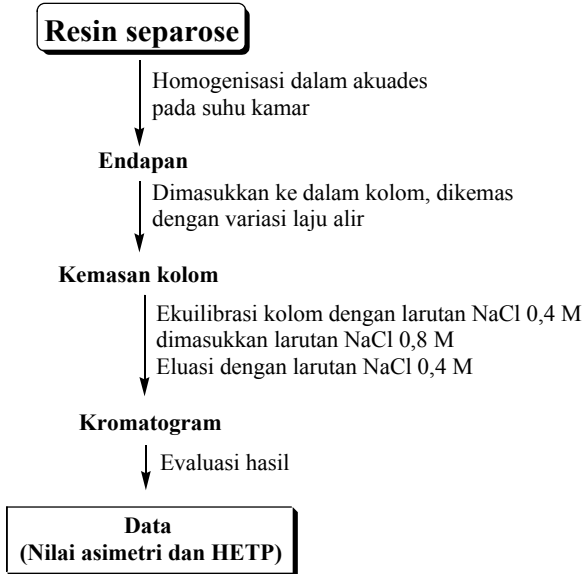 Resin separose
Homogenisasi dalam akuades
pada suhu kamar
Endapan
Dimasukkan ke dalam kolom, dikemas
dengan variasi laju alir
Kemasan kolom
Ekuilibrasi kolom dengan larutan NaCl 0,4 M
dimasukkan larutan NaCl 0,8 M
Eluasi dengan larutan NaCl 0,4 M
Kromatogram
Evaluasi hasil
Data
(Nilai asimetri dan HETP)